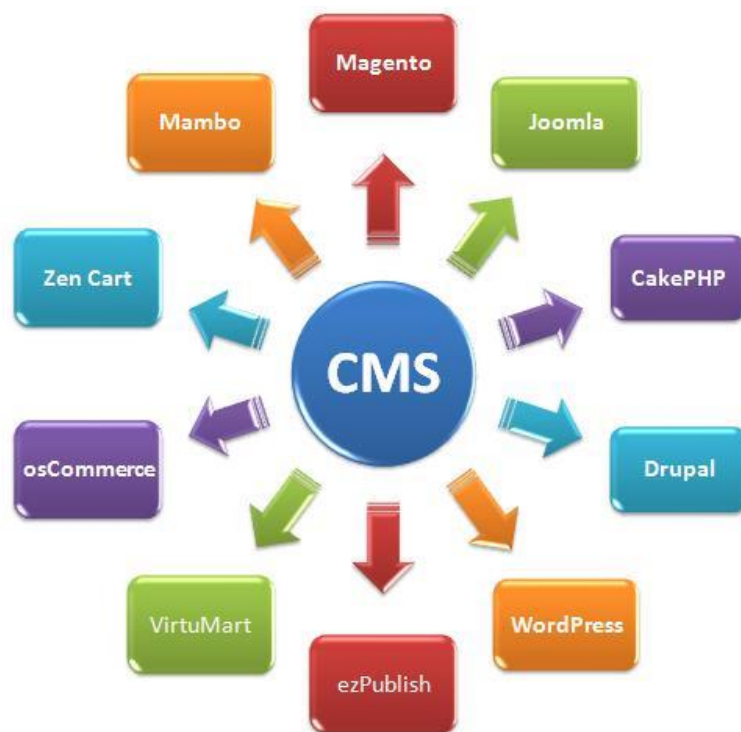 Magento
Mambo
Joomla
Zen Cart
CakePHP
CMS
osCommerce
Drupal
VirtuMart
WordPress
ezPublish